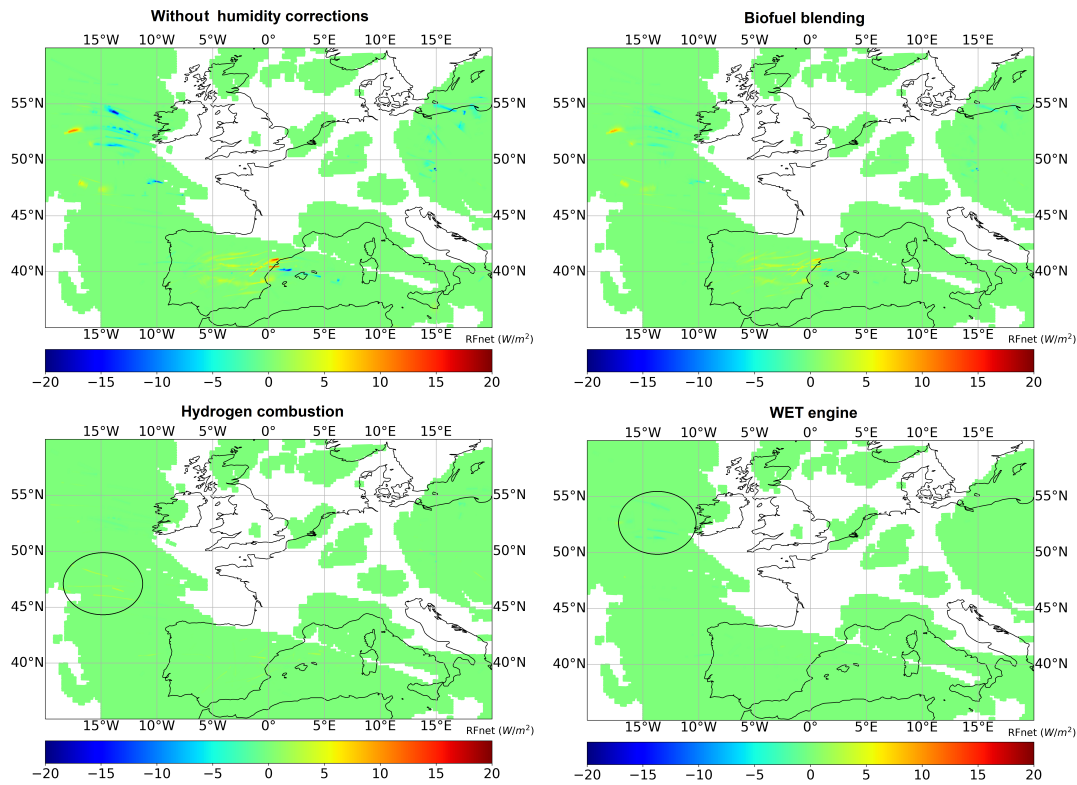 Without humidity corrections
15°W 10°W 5°W 0° 5°E 10°E 15°E
55°N 55°N
50°N 50°N
45°N 45°N
40°N 40°N
15°W 10°W 5°W 0° 5°E 10°E 15°E
RFnet (W/m²)
−20 −15 −10 −5 0 5 10 15 20
Biofuel blending
15°W 10°W 5°W 0° 5°E 10°E 15°E
55°N 55°N
50°N 50°N
45°N 45°N
40°N 40°N
15°W 10°W 5°W 0° 5°E 10°E 15°E
RFnet (W/m²)
−20 −15 −10 −5 0 5 10 15 20
Hydrogen combustion
15°W 10°W 5°W 0° 5°E 10°E 15°E
55°N 55°N
50°N 50°N
45°N 45°N
40°N 40°N
15°W 10°W 5°W 0° 5°E 10°E 15°E
RFnet (W/m²)
−20 −15 −10 −5 0 5 10 15 20
WET engine
15°W 10°W 5°W 0° 5°E 10°E 15°E
55°N 55°N
50°N 50°N
45°N 45°N
40°N 40°N
15°W 10°W 5°W 0° 5°E 10°E 15°E
RFnet (W/m²)
−20 −15 −10 −5 0 5 10 15 20